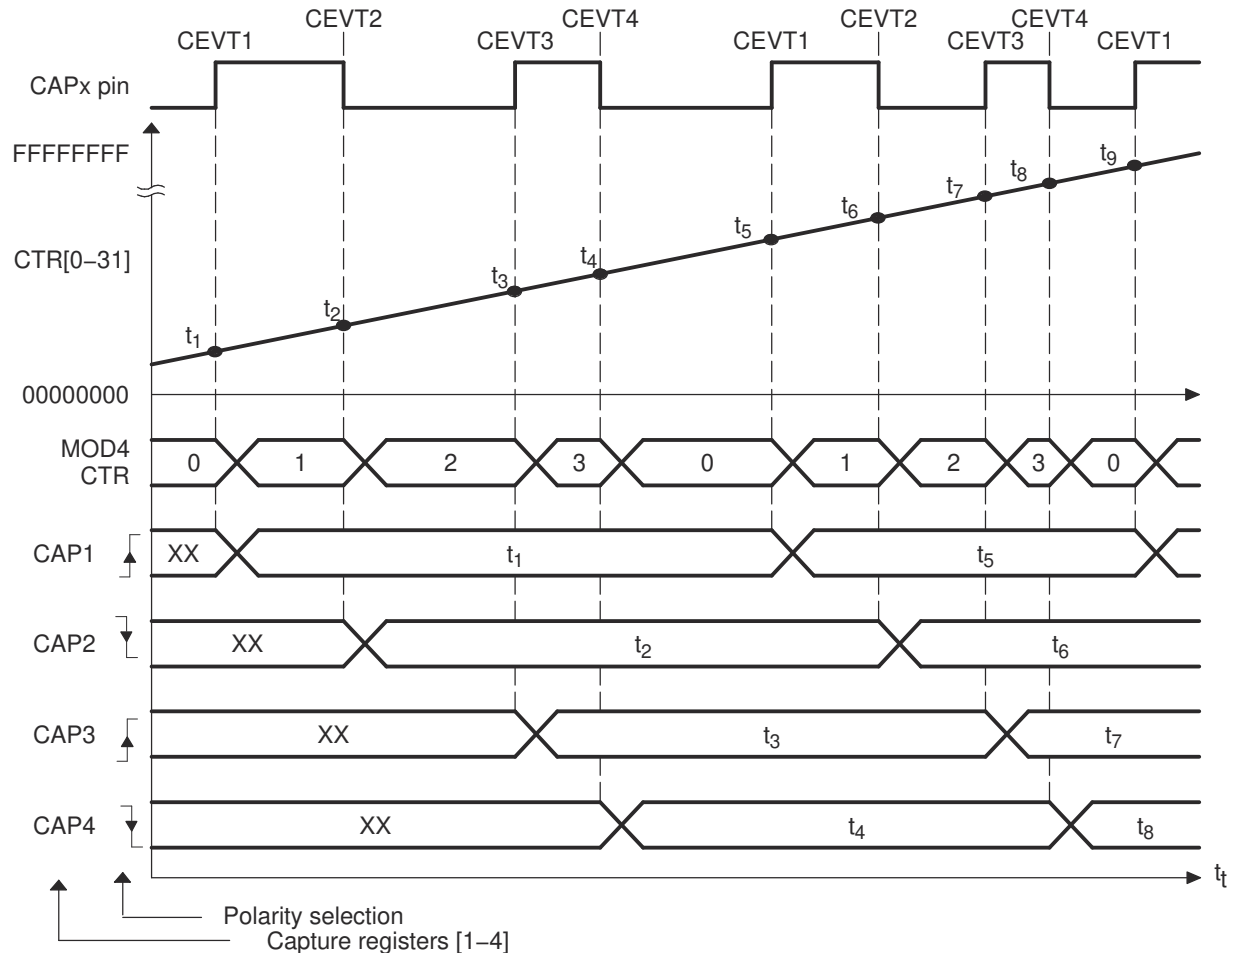 CEVT2 CEVT4 CEVT2 CEVT4
CEVT1 CEVT3 CEVT1 CEVT3 CEVT1
CAPx pin
FFFFFFFF
t9
t8
t7
t6
t5
CTR[0−31]
t4
t3
t2
t1
00000000
MOD4
CTR
0 1 2 3 0 1 2 3 0
CAP1 XX t1 t5
CAP2 XX t2 t6
CAP3 XX t3 t7
CAP4 XX t4 t8
tt
Polarity selection
Capture registers [1−4]